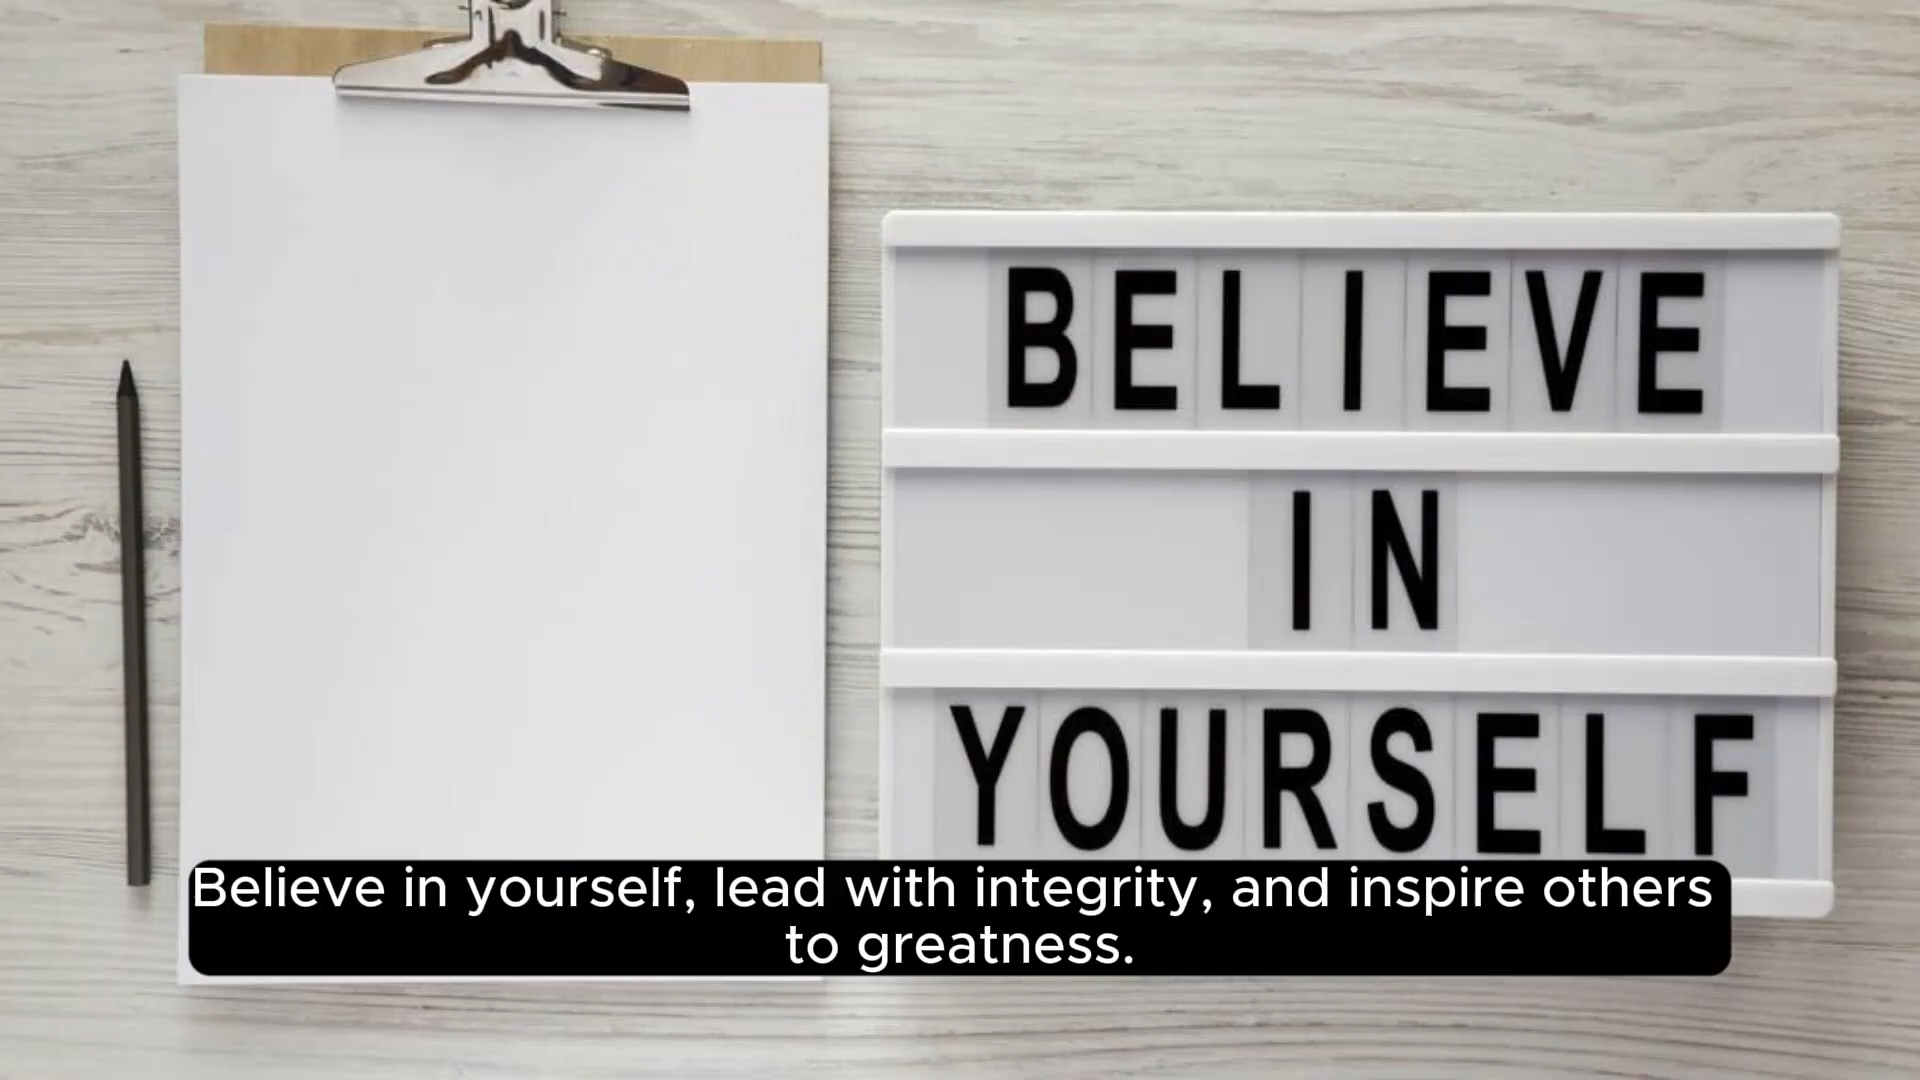 BELIEVE
IN
YOURSELF
Believe in yourself, lead with integrity, and inspire others
to greatness.